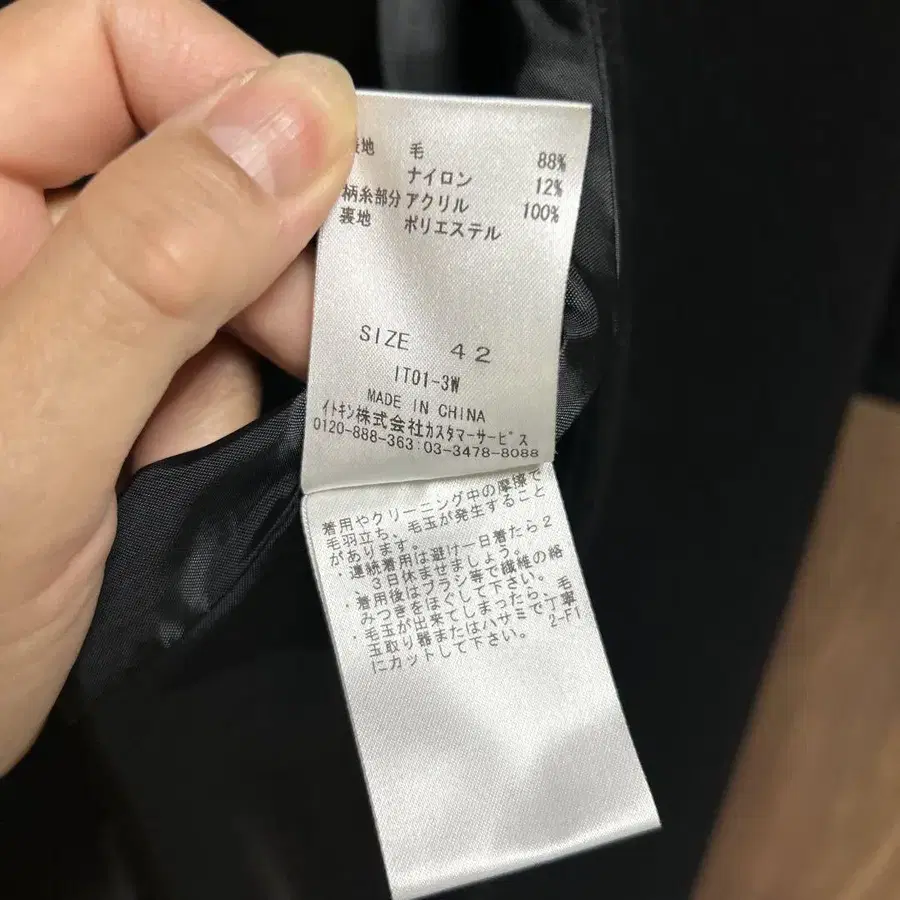 表地 毛 88%
ナイロン 12%
柄糸部分 アクリル
裏地 ポリエステル 100%
SIZE 42
IT01-3W
MADE IN CHINA
イトキン株式会社カスタマーサービス
0120-888-363:03-3478-8088
着用やクリーニング中の摩擦で
毛羽立ち、毛玉が発生すること
があります。
・連続着用は避け一日着たら2
、3日休ませましょう。
・着用後はブラシ等で繊維の絡
みつきをほぐして下さい。
・毛玉が出来てしまったら、毛
玉取り器またはハサミで丁寧
にカットして下さい。 2-F1